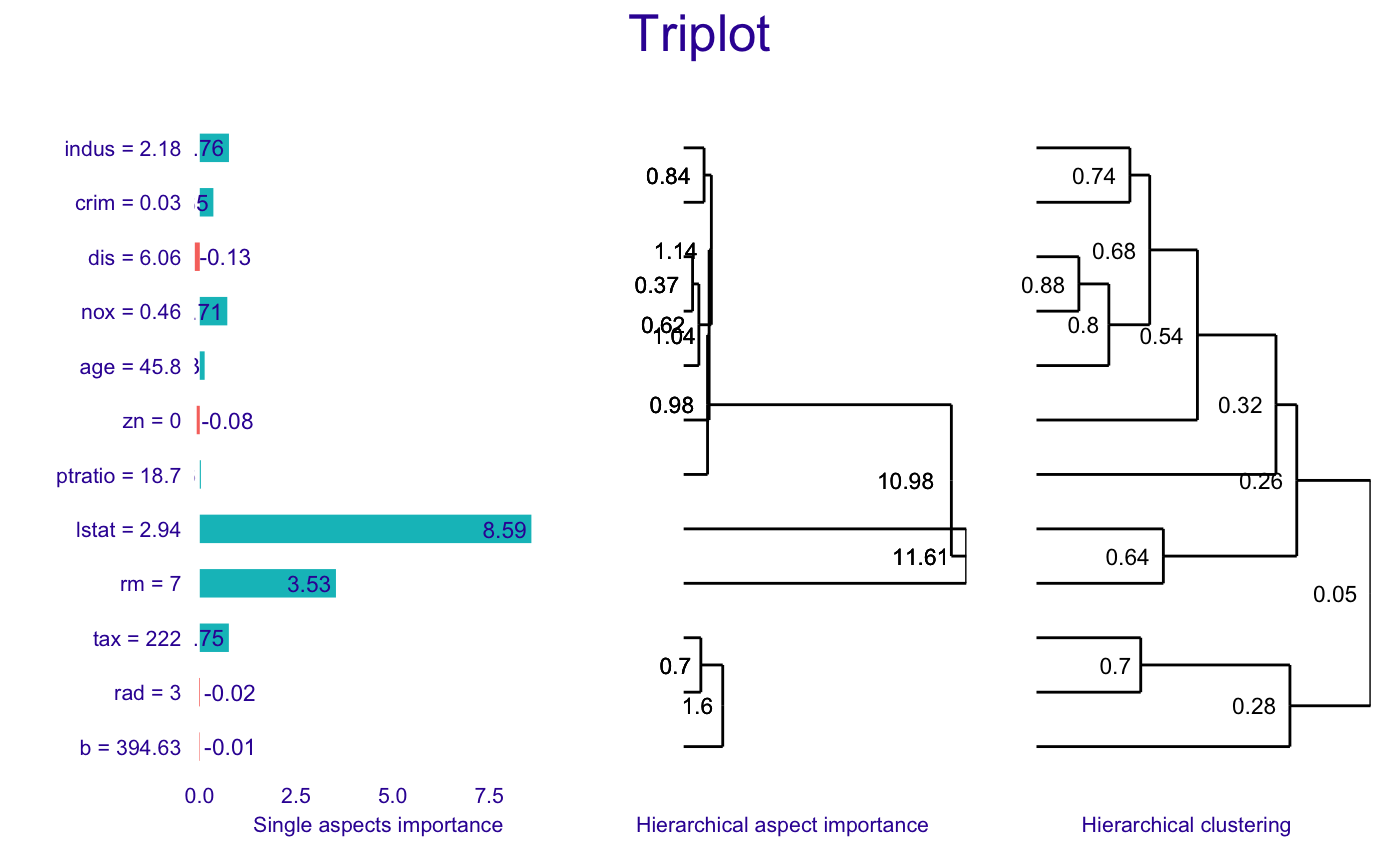 Triplot
indus = 2.18 .76
crim = 0.03 5
dis = 6.06 -0.13
nox = 0.46 .71
age = 45.8
zn = 0 -0.08
ptratio = 18.7
lstat = 2.94 8.59
rm = 7 3.53
tax = 222 .75
rad = 3 -0.02
b = 394.63 -0.01
0.0 2.5 5.0 7.5
Single aspects importance
0.84
1.14
0.37
0.62
1.04
0.98
10.98
11.61
0.7
1.6
Hierarchical aspect importance
0.74
0.68
0.88
0.8
0.54
0.32
0.26
0.64
0.05
0.7
0.28
Hierarchical clustering